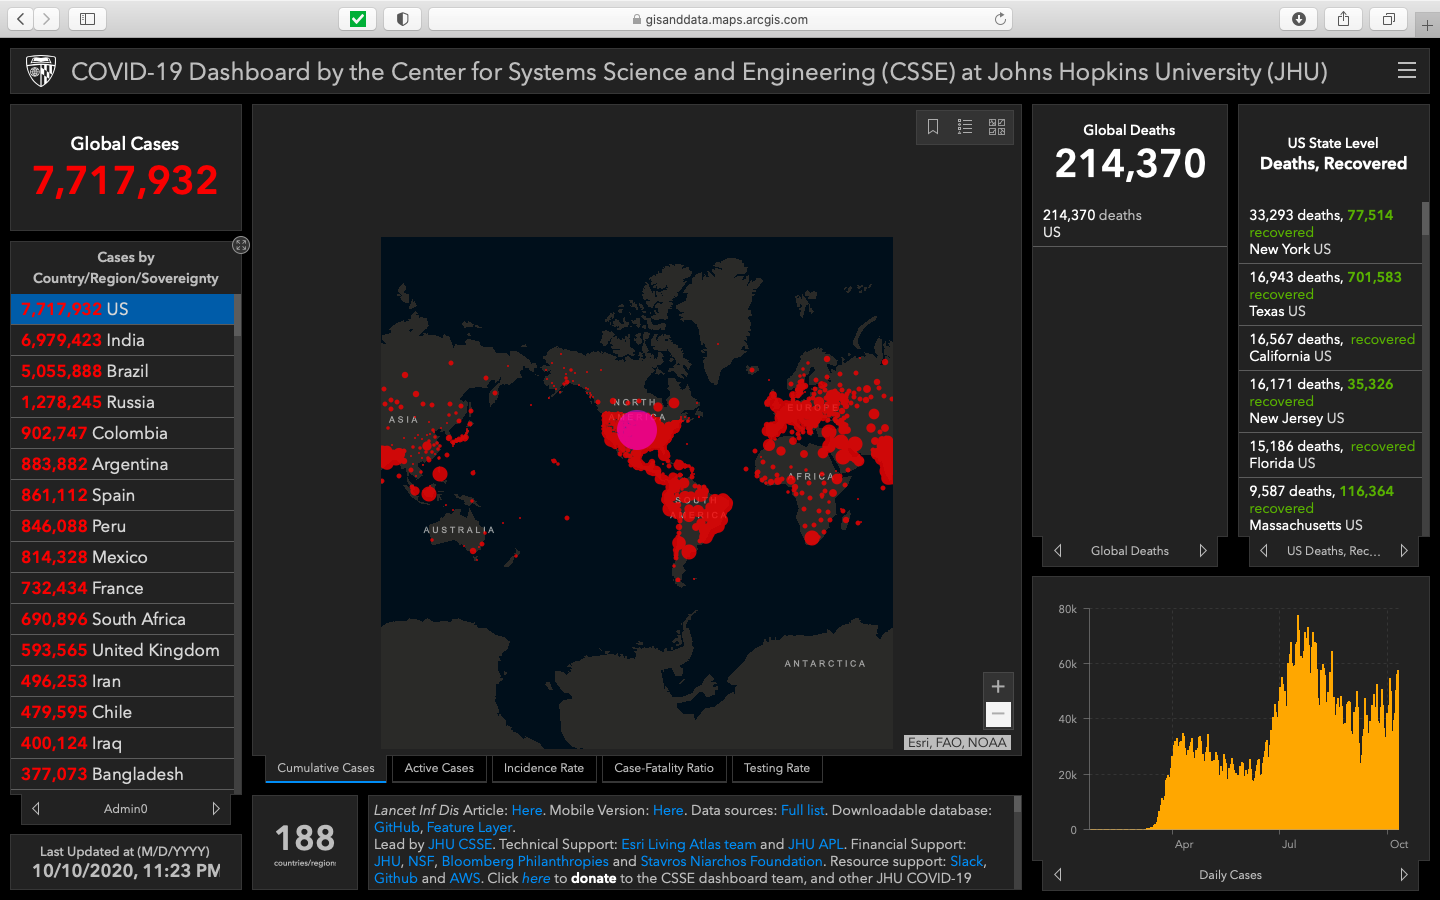 gisanddata.maps.arcgis.com
COVID-19 Dashboard by the Center for Systems Science and Engineering (CSSE) at Johns Hopkins University (JHU)
Global Cases
7,717,932
Cases by
Country/Region/Sovereignty
7,717,932 US
6,979,423 India
5,055,888 Brazil
1,278,245 Russia
902,747 Colombia
883,882 Argentina
861,112 Spain
846,088 Peru
814,328 Mexico
732,434 France
690,896 South Africa
593,565 United Kingdom
496,253 Iran
479,595 Chile
400,124 Iraq
377,073 Bangladesh
Admin0
Last Updated at (M/D/YYYY)
10/10/2020, 11:23 PM
NORTH
AMERICA
EUROPE
ASIA
AFRICA
SOUTH
AMERICA
AUSTRALIA
ANTARCTICA
Esri, FAO, NOAA
Cumulative Cases
Active Cases
Incidence Rate
Case-Fatality Ratio
Testing Rate
188
countries/regions
Lancet Inf Dis Article: Here. Mobile Version: Here. Data sources: Full list. Downloadable database:
GitHub, Feature Layer.
Lead by JHU CSSE. Technical Support: Esri Living Atlas team and JHU APL. Financial Support:
JHU, NSF, Bloomberg Philanthropies and Stavros Niarchos Foundation. Resource support: Slack,
Github and AWS. Click here to donate to the CSSE dashboard team, and other JHU COVID-19
Global Deaths
214,370
214,370 deaths
US
Global Deaths
US State Level
Deaths, Recovered
33,293 deaths, 77,514
recovered
New York US
16,943 deaths, 701,583
recovered
Texas US
16,567 deaths, recovered
California US
16,171 deaths, 35,326
recovered
New Jersey US
15,186 deaths, recovered
Florida US
9,587 deaths, 116,364
recovered
Massachusetts US
US Deaths, Rec...
80k
60k
40k
20k
0
Apr
Jul
Oct
Daily Cases